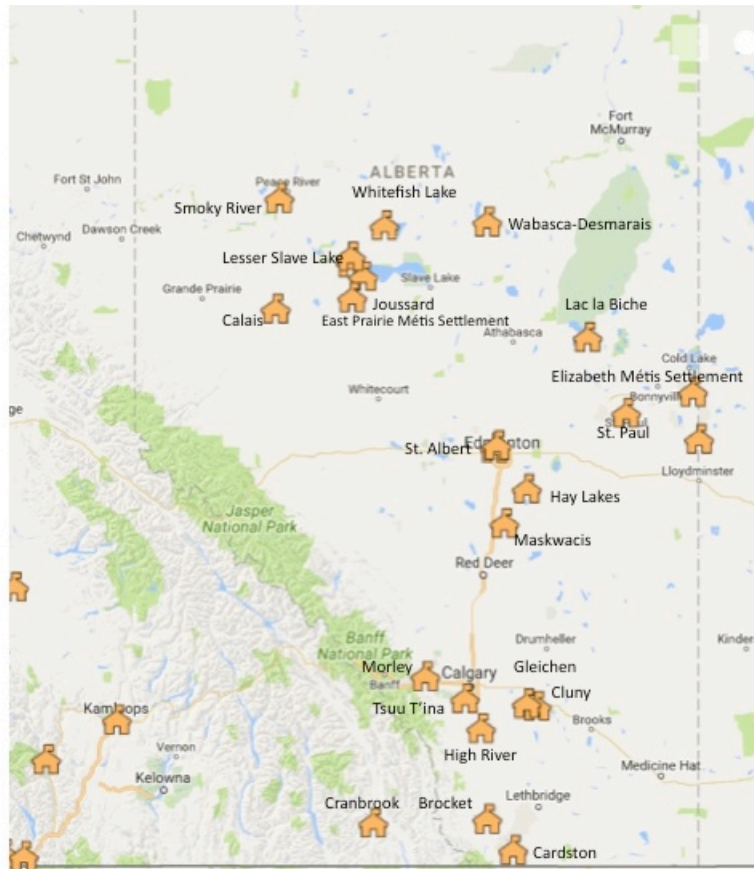 Fort
McMurray
ALBERTA
Fort St John
Peace River
Whitefish Lake
Smoky River
Wabasca-Desmarais
Chetwynd
Dawson Creek
Lesser Slave Lake
Slave Lake
Grande Prairie
Joussard
Lac la Biche
Calais
East Prairie Métis Settlement
Athabasca
Cold Lake
Elizabeth Métis Settlement
Whitecourt
Bonnyville
ge
St. Paul
Edmonton
St. Albert
Lloydminster
Hay Lakes
Jasper
National Park
Maskwacis
Red Deer
Banff
National Park
Drumheller
Kinders
Morley
Calgary
Gleichen
Banff
Cluny
Tsuu T'ina
Kamloops
Brooks
High River
Vernon
Medicine Hat
Kelowna
Cranbrook
Brocket
Lethbridge
Cardston